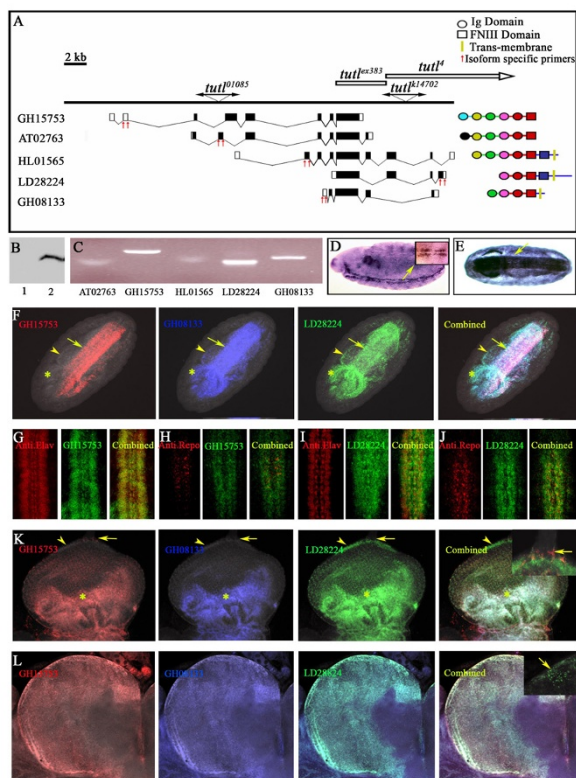 A
2 kb
Ig Domain
FNIII Domain
Trans-membrane
Isoform specific primers
tutl4
tutlex383
tutl01085
tutlk14702
GH15753
AT02763
HL01565
LD28224
GH08133
B
C
D
E
1 2
AT02763 GH15753 HL01565 LD28224 GH08133
F
GH15753 GH08133 LD28224 Combined
G H I J
Anti.Elav GH15753 Combined Anti.Repo GH15753 Combined Anti.Elav LD28224 Combined Anti.Repo LD28224 Combined
K
GH15753 GH08133 LD28224 Combined
L
Combined